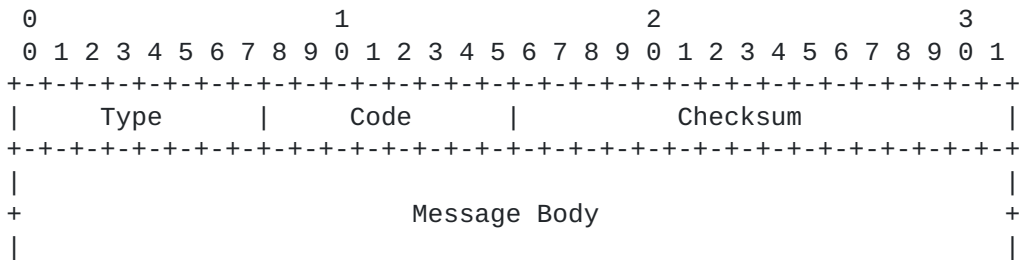 0                   1                   2                   3
 0 1 2 3 4 5 6 7 8 9 0 1 2 3 4 5 6 7 8 9 0 1 2 3 4 5 6 7 8 9 0 1
+-+-+-+-+-+-+-+-+-+-+-+-+-+-+-+-+-+-+-+-+-+-+-+-+-+-+-+-+-+-+-+-+
|     Type      |     Code      |          Checksum             |
+-+-+-+-+-+-+-+-+-+-+-+-+-+-+-+-+-+-+-+-+-+-+-+-+-+-+-+-+-+-+-+-+
|                                                               |
+                         Message Body                          +
|                                                               |